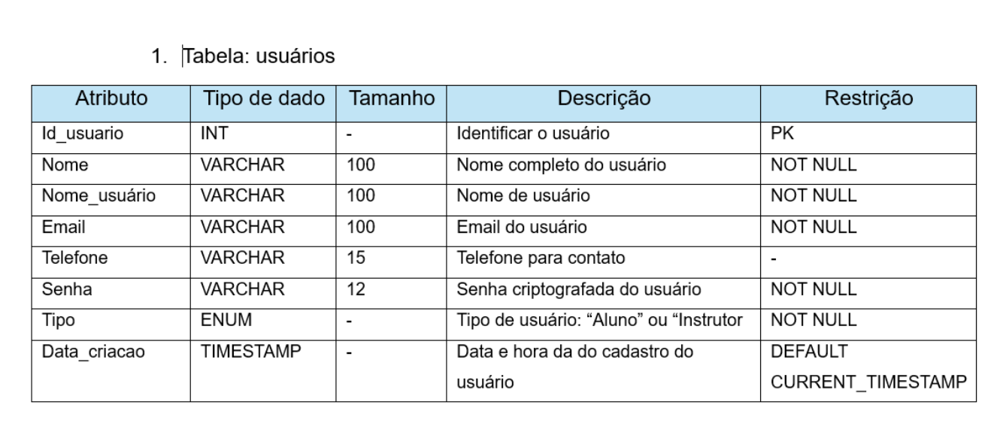 1. Tabela: usuários
Atributo Tipo de dado Tamanho Descrição Restrição
Id_usuario INT - Identificar o usuário PK
Nome VARCHAR 100 Nome completo do usuário NOT NULL
Nome_usuário VARCHAR 100 Nome de usuário NOT NULL
Email VARCHAR 100 Email do usuário NOT NULL
Telefone VARCHAR 15 Telefone para contato -
Senha VARCHAR 12 Senha criptografada do usuário NOT NULL
Tipo ENUM - Tipo de usuário: “Aluno” ou “Instrutor NOT NULL
Data_criacao TIMESTAMP - Data e hora da do cadastro do DEFAULT
usuário CURRENT_TIMESTAMP